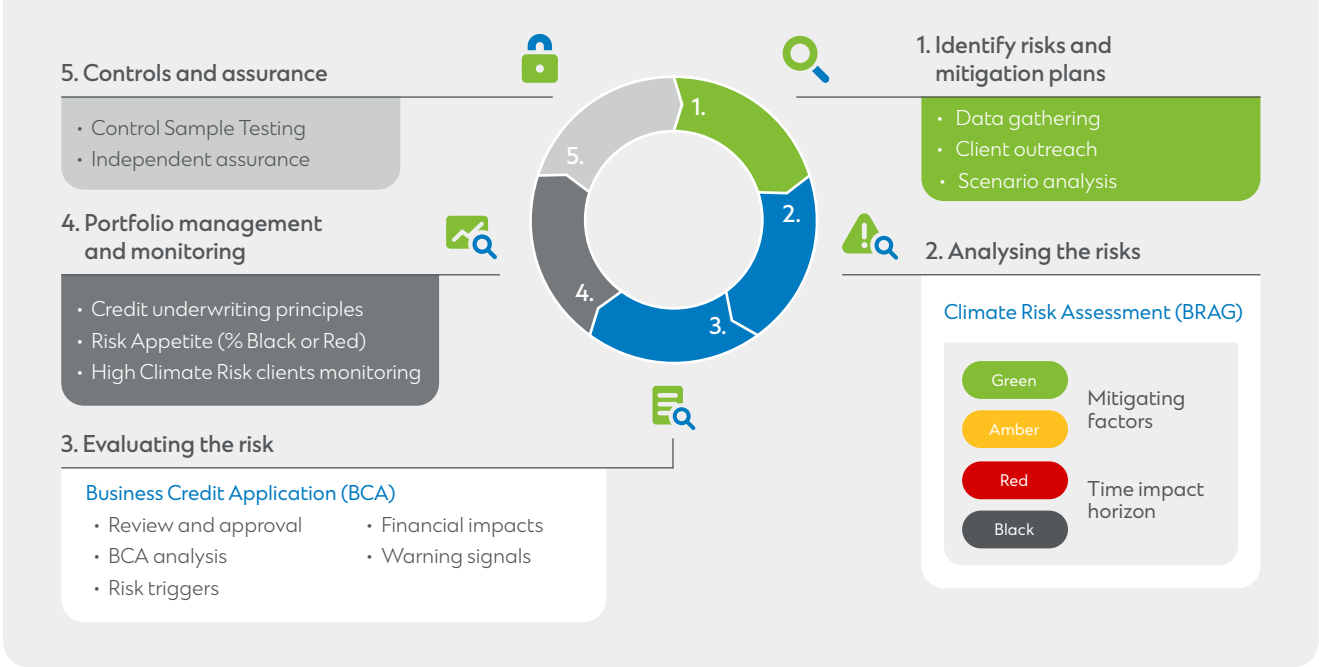 1. Identify risks and
mitigation plans
• Data gathering
• Client outreach
• Scenario analysis
2. Analysing the risks
Climate Risk Assessment (BRAG)
Green
Amber
Mitigating
factors
Red
Black
Time impact
horizon
3. Evaluating the risk
Business Credit Application (BCA)
• Review and approval
• BCA analysis
• Risk triggers
• Financial impacts
• Warning signals
4. Portfolio management
and monitoring
• Credit underwriting principles
• Risk Appetite (% Black or Red)
• High Climate Risk clients monitoring
5. Controls and assurance
• Control Sample Testing
• Independent assurance
1.
2.
3.
4.
5.